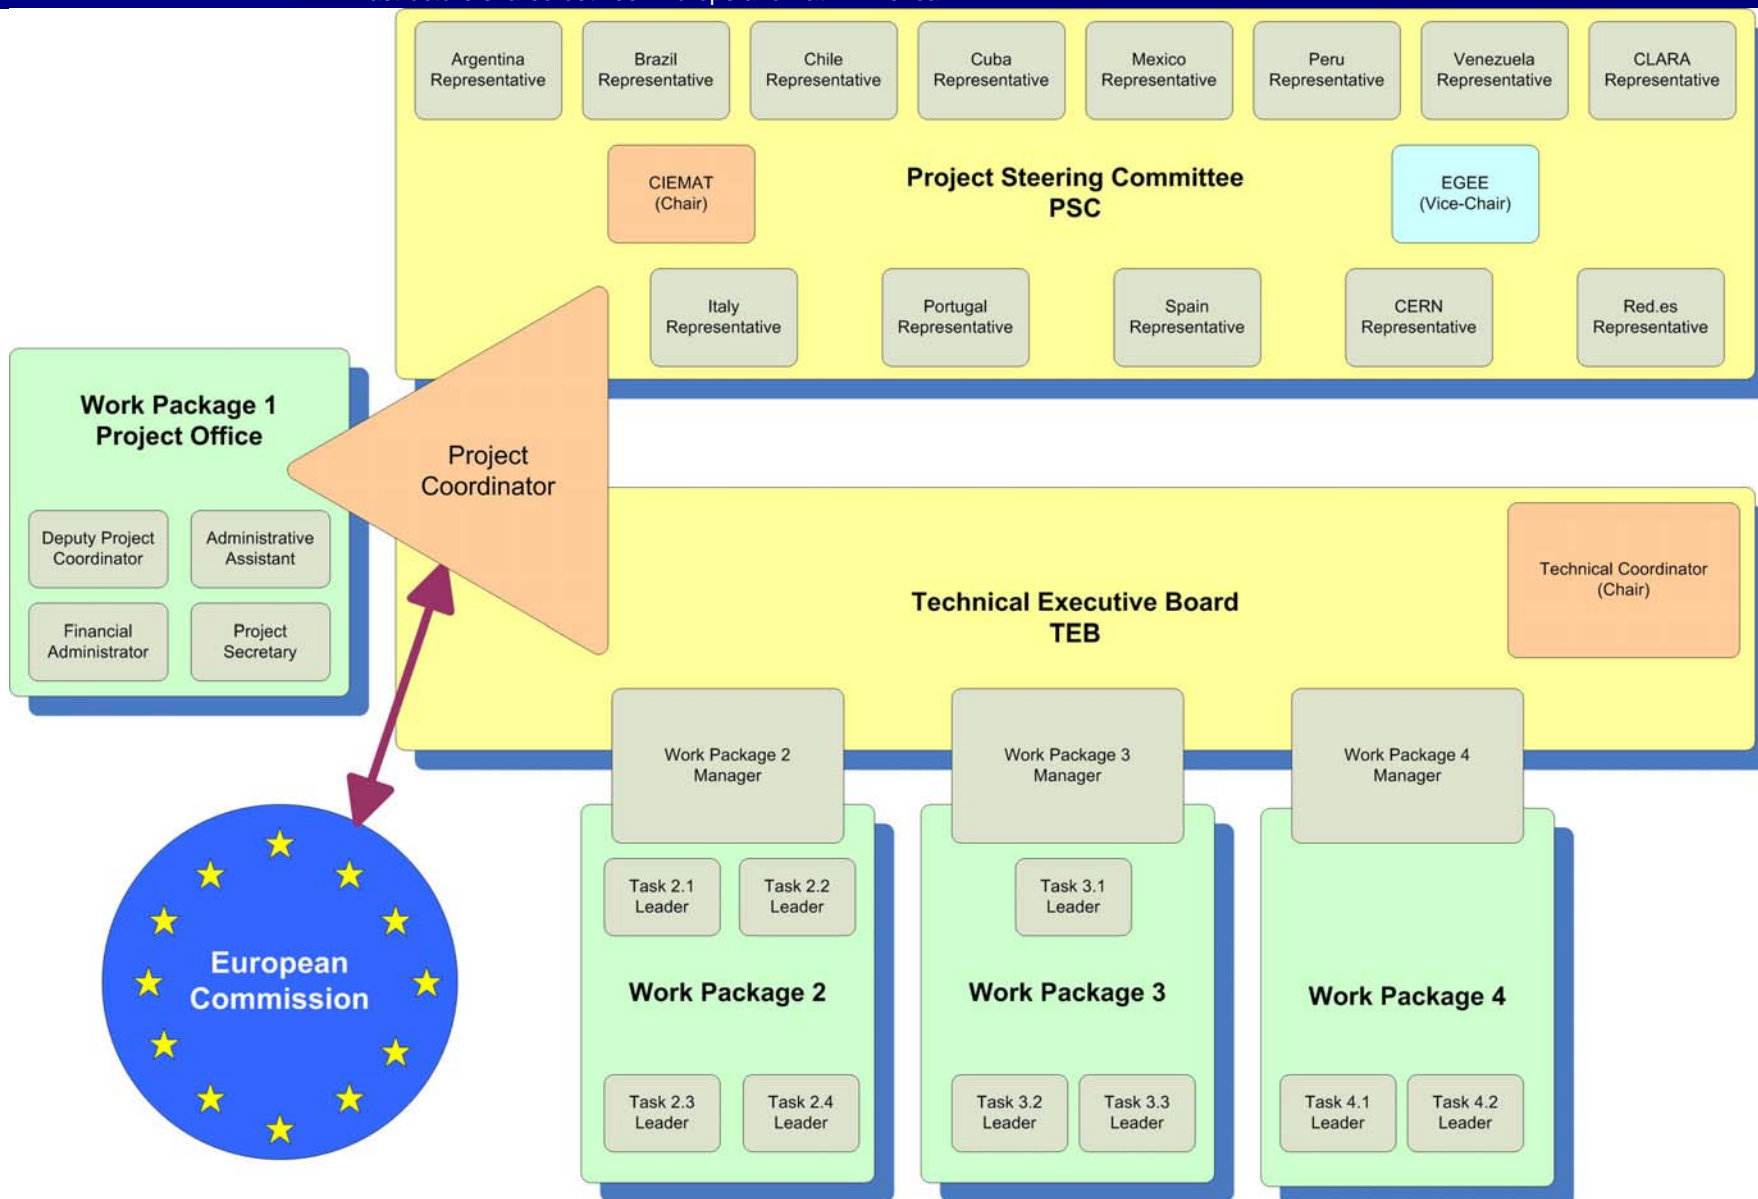 Argentina
Representative
Brazil
Representative
Chile
Representative
Cuba
Representative
Mexico
Representative
Peru
Representative
Venezuela
Representative
CLARA
Representative
CIEMAT
(Chair)
Project Steering Committee
PSC
EGEE
(Vice-Chair)
Italy
Representative
Portugal
Representative
Spain
Representative
CERN
Representative
Red.es
Representative
Work Package 1
Project Office
Deputy Project
Coordinator
Administrative
Assistant
Financial
Administrator
Project
Secretary
Project
Coordinator
Technical Executive Board
TEB
Technical Coordinator
(Chair)
Work Package 2
Manager
Work Package 3
Manager
Work Package 4
Manager
European
Commission
Task 2.1
Leader
Task 2.2
Leader
Work Package 2
Task 2.3
Leader
Task 2.4
Leader
Task 3.1
Leader
Work Package 3
Task 3.2
Leader
Task 3.3
Leader
Work Package 4
Task 4.1
Leader
Task 4.2
Leader